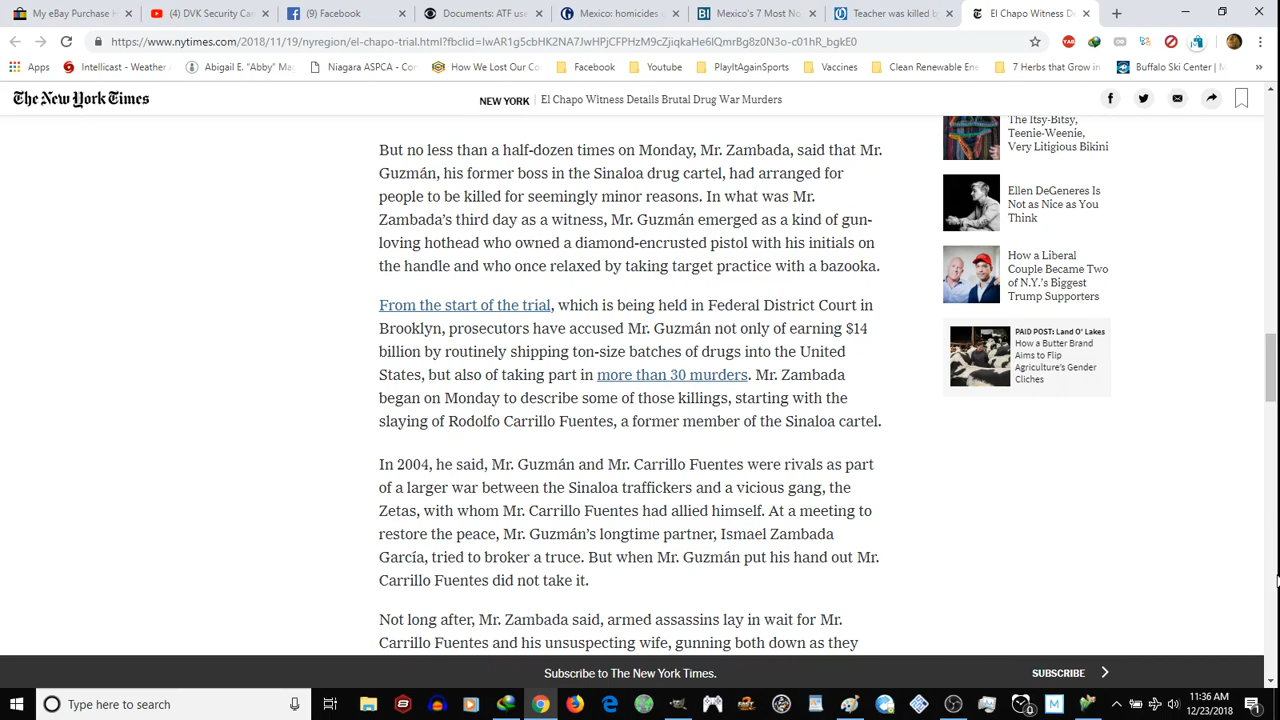 My eBay Purchase H
(4) DVK Security Ca
(9) Facebook
Documents: ATF use
Mexico: homicides u
Mexico's 7 Most No
Teacher was killed b
El Chapo Witness De
https://www.nytimes.com/2018/11/19/nyregion/el-chapo-trial.html?fbclid=IwAR1g5cbHK2NA7JwHPjCFPHzM9cZjiqkaHe6lQmrBg8z0N3o-c01hR_bgkE0
Apps
Intellicast - Weather
Abigail E. "Abby" Ma
Niagara ASPCA - Co
How We Lost Our Co
Facebook
Youtube
PlayItAgainSports
Vaccines
Clean Renewable Ene
7 Herbs that Grow in
Buffalo Ski Center |
The New York Times
NEW YORK | El Chapo Witness Details Brutal Drug War Murders
But no less than a half-dozen times on Monday, Mr. Zambada, said that Mr.
Guzmán, his former boss in the Sinaloa drug cartel, had arranged for
people to be killed for seemingly minor reasons. In what was Mr.
Zambada's third day as a witness, Mr. Guzmán emerged as a kind of gun-
loving hothead who owned a diamond-encrusted pistol with his initials on
the handle and who once relaxed by taking target practice with a bazooka.
From the start of the trial, which is being held in Federal District Court in
Brooklyn, prosecutors have accused Mr. Guzmán not only of earning $14
billion by routinely shipping ton-size batches of drugs into the United
States, but also of taking part in more than 30 murders. Mr. Zambada
began on Monday to describe some of those killings, starting with the
slaying of Rodolfo Carrillo Fuentes, a former member of the Sinaloa cartel.
In 2004, he said, Mr. Guzmán and Mr. Carrillo Fuentes were rivals as part
of a larger war between the Sinaloa traffickers and a vicious gang, the
Zetas, with whom Mr. Carrillo Fuentes had allied himself. At a meeting to
restore the peace, Mr. Guzmán's longtime partner, Ismael Zambada
García, tried to broker a truce. But when Mr. Guzmán put his hand out Mr.
Carrillo Fuentes did not take it.
Not long after, Mr. Zambada said, armed assassins lay in wait for Mr.
Carrillo Fuentes and his unsuspecting wife, gunning both down as they
The Itsy-Bitsy,
Teenie-Weenie,
Very Litigious Bikini
Ellen DeGeneres Is
Not as Nice as You
Think
How a Liberal
Couple Became Two
of N.Y.'s Biggest
Trump Supporters
PAID POST: Land O' Lakes
How a Butter Brand
Aims to Flip
Agriculture's Gender
Cliches
Subscribe to The New York Times.
SUBSCRIBE
Type here to search
11:36 AM
12/23/2018